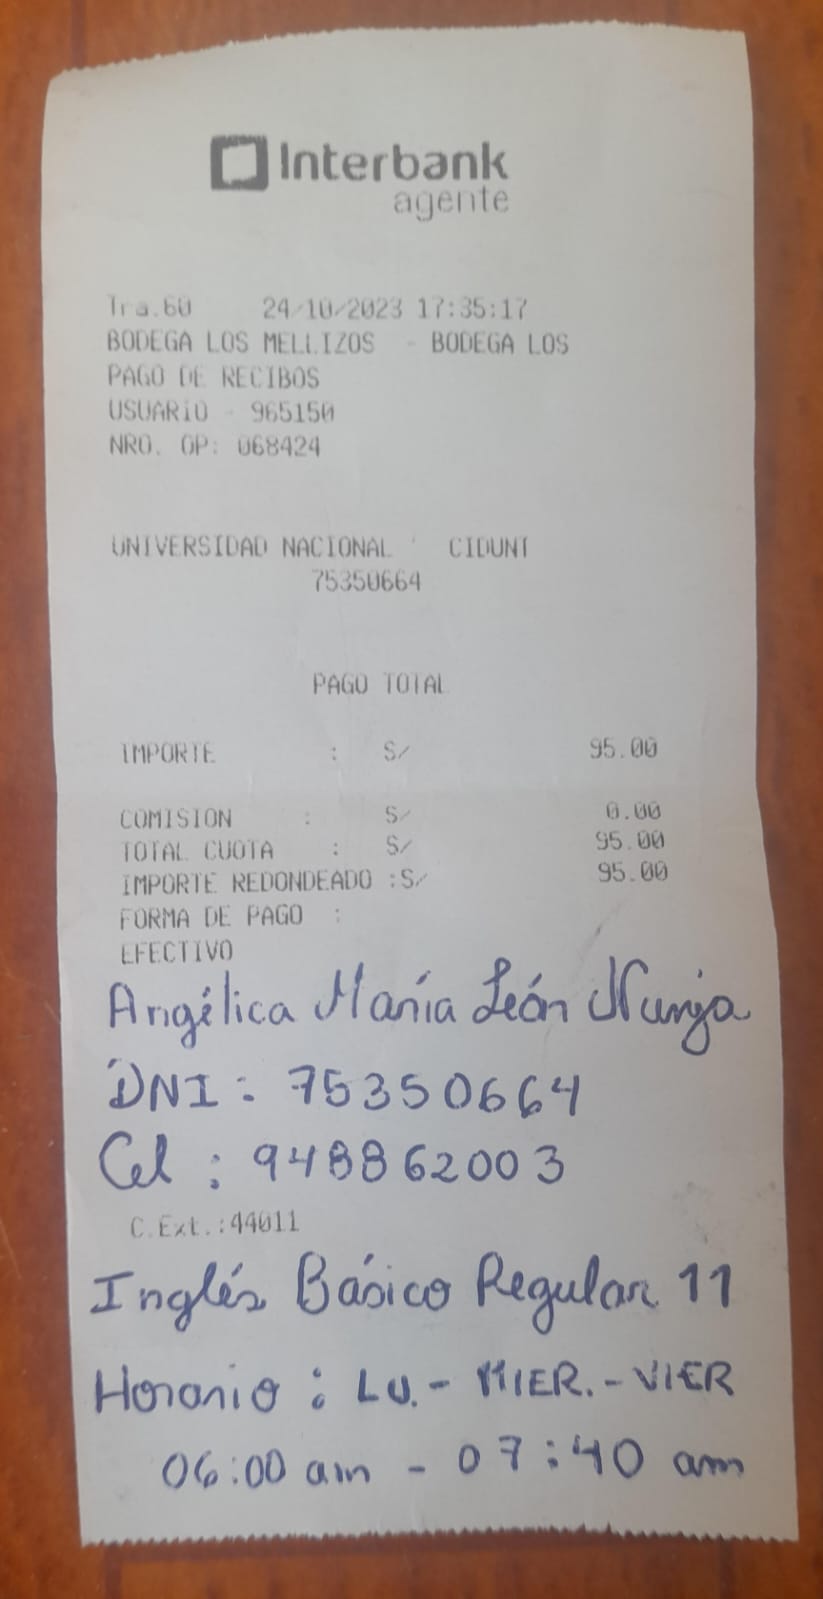 Interbank
agente
Tra.60 24/10/2023 17:35:17
BODEGA LOS MELLIZOS - BODEGA LOS
PAGO DE RECIBOS
USUARIO - 965150
NRO. OP: 068424
UNIVERSIDAD NACIONAL CIDUNT
75350664
PAGO TOTAL
IMPORTE : S/ 95.00
COMISION : S/ 0.00
TOTAL CUOTA : S/ 95.00
IMPORTE REDONDEADO :S/ 95.00
FORMA DE PAGO :
EFECTIVO
Angélica María León Nunja
DNI : 75350664
Cel : 948862003
C.Ext.:44011
Inglés Básico Regular 11
Horario : LU.- MIER.- VIER
06:00 am - 07:40 am